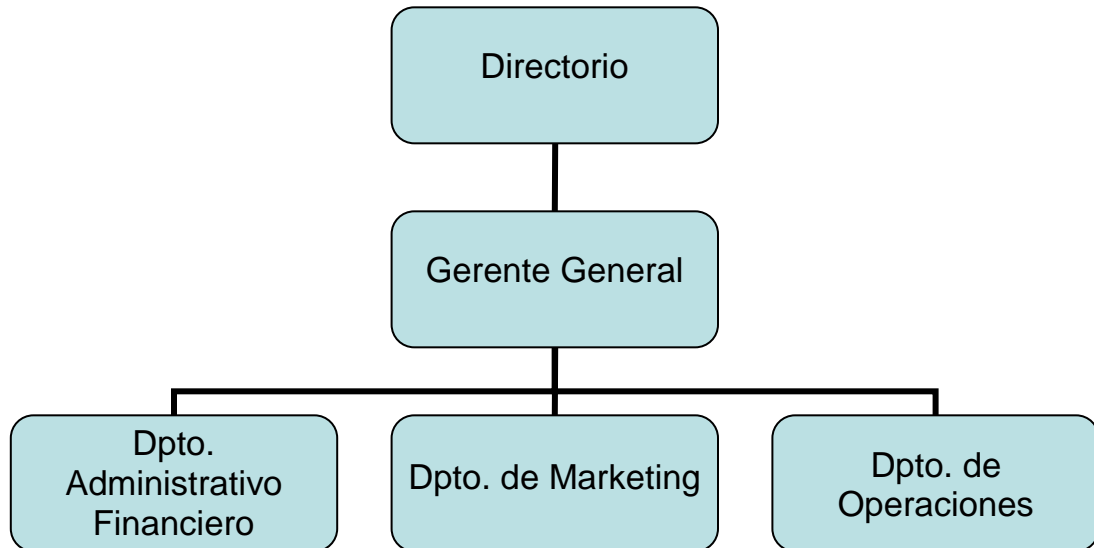 Directorio
Gerente General
Dpto.
Administrativo
Financiero
Dpto. de Marketing
Dpto. de
Operaciones